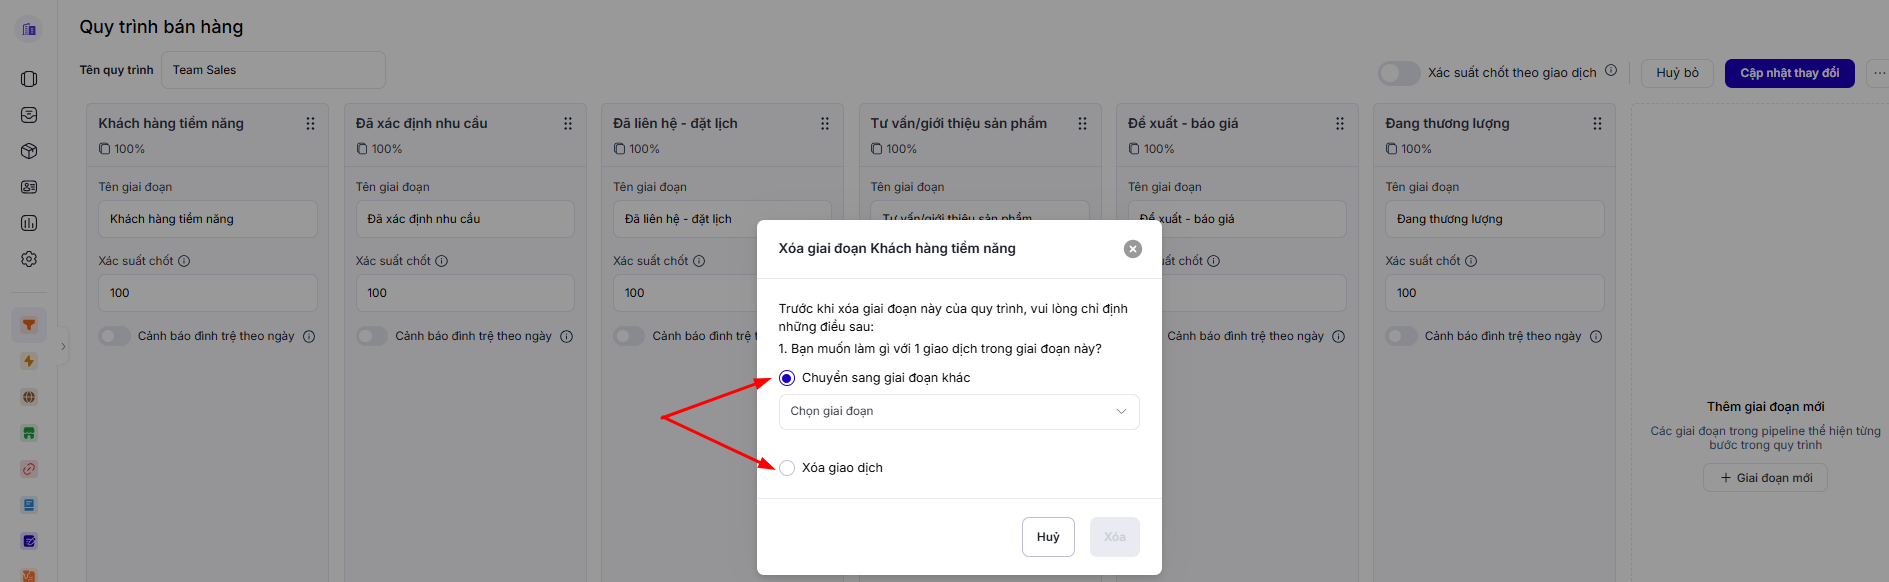 Quy trình bán hàng
Tên quy trình
Team Sales
Xác suất chốt theo giao dịch
Huỷ bỏ
Cập nhật thay đổi
Khách hàng tiềm năng
Đã xác định nhu cầu
Đã liên hệ - đặt lịch
Tư vấn/giới thiệu sản phẩm
Đề xuất - báo giá
Đang thương lượng
100%
100%
100%
100%
100%
100%
Tên giai đoạn
Tên giai đoạn
Tên giai đoạn
Tên giai đoạn
Tên giai đoạn
Tên giai đoạn
Khách hàng tiềm năng
Đã xác định nhu cầu
Đã liên hệ - đặt lịch
Tư vấn/giới thiệu sản phẩm
Đề xuất - báo giá
Đang thương lượng
Xác suất chốt
Xác suất chốt
Xác suất chốt
chốt
Xác suất chốt
100
100
100
100
Cảnh báo đình trệ theo ngày
Cảnh báo đình trệ theo ngày
Cảnh báo đình trệ theo ngày
Cảnh báo đình trệ theo ngày
Xóa giai đoạn Khách hàng tiềm năng
Trước khi xóa giai đoạn này của quy trình, vui lòng chỉ định
những điều sau:
1. Bạn muốn làm gì với 1 giao dịch trong giai đoạn này?
Chuyển sang giai đoạn khác
Chọn giai đoạn
Xóa giao dịch
Huỷ
Xóa
Thêm giai đoạn mới
Các giai đoạn trong pipeline thể hiện từng
bước trong quy trình
+ Giai đoạn mới